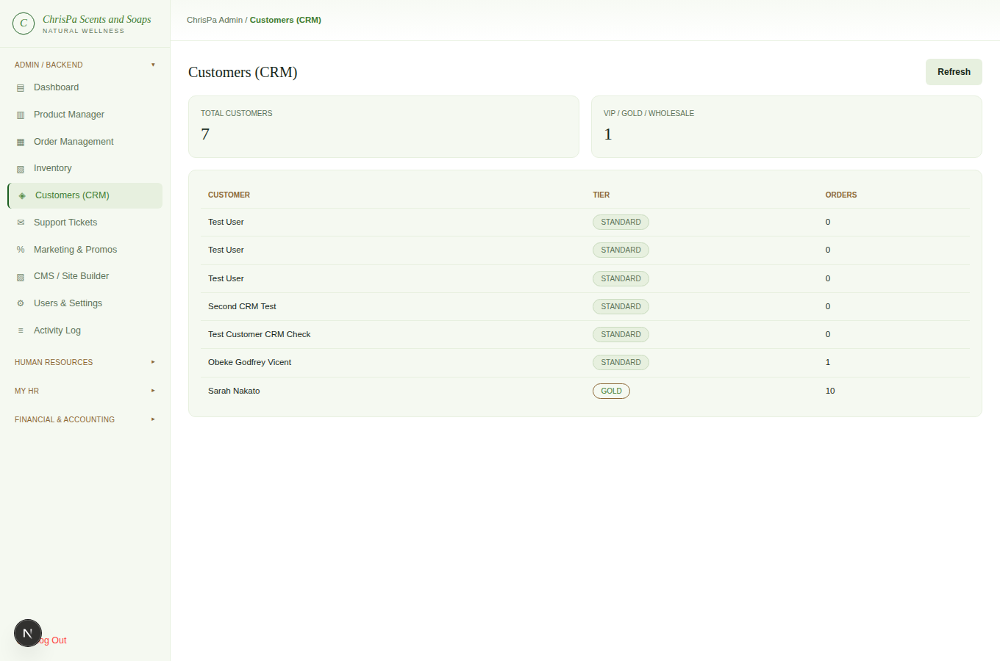 C
ChrisPa Scents and Soaps
NATURAL WELLNESS
ADMIN / BACKEND
Dashboard
Product Manager
Order Management
Inventory
Customers (CRM)
Support Tickets
% Marketing & Promos
CMS / Site Builder
Users & Settings
Activity Log
HUMAN RESOURCES
MY HR
FINANCIAL & ACCOUNTING
N
og Out
ChrisPa Admin / Customers (CRM)
Customers (CRM)
Refresh
TOTAL CUSTOMERS
7
VIP / GOLD / WHOLESALE
1
CUSTOMER TIER ORDERS
Test User STANDARD 0
Test User STANDARD 0
Test User STANDARD 0
Second CRM Test STANDARD 0
Test Customer CRM Check STANDARD 0
Obeke Godfrey Vicent STANDARD 1
Sarah Nakato GOLD 10